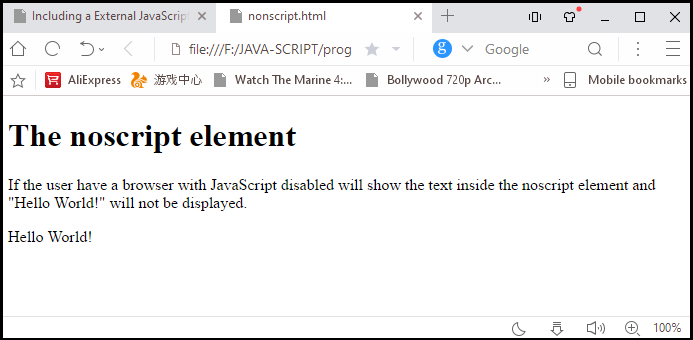 Including a External JavaScript
nonscript.html
file:///F:/JAVA-SCRIPT/prog
g
Google
AliExpress
游戏中心
Watch The Marine 4:...
Bollywood 720p Arc...
»
Mobile bookmarks
The noscript element
If the user have a browser with JavaScript disabled will show the text inside the noscript element and
"Hello World!" will not be displayed.
Hello World!
100%